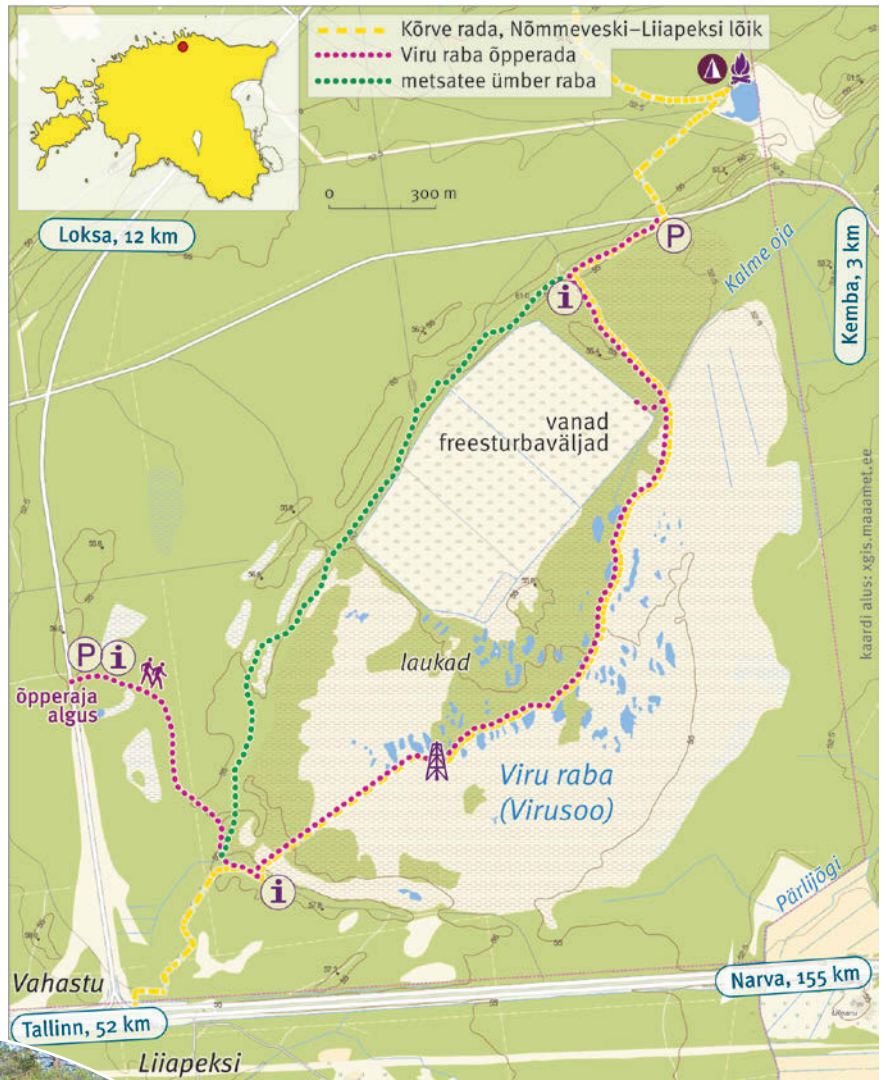 Kõrve rada, Nõmmeveski–Liiapeksi lõik
Viru raba õpperada
metsatee ümber raba
0 300 m
Loksa, 12 km
P
Kalme oja
Kemba, 3 km
i
vanad
freesturbaväljad
kaardi alus: xgis.maaamet.ee
laukad
P i
õpperaja
algus
Viru raba
(Virusoo)
i
Pärlijõgi
Vahastu
Narva, 155 km
Tallinn, 52 km
Liiapeksi